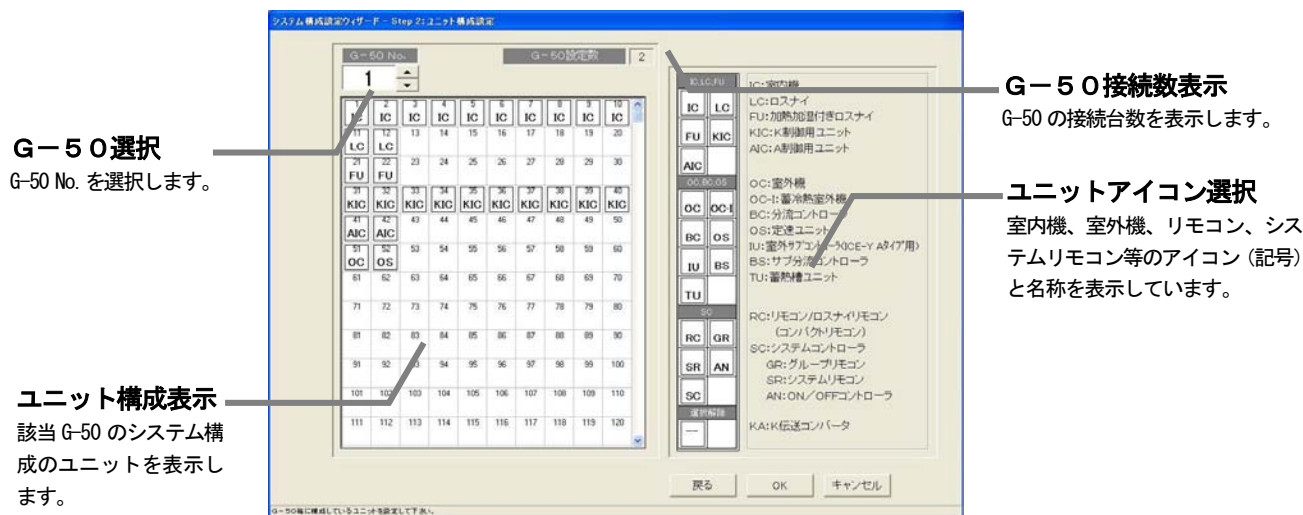 システム構成設定ウィザード － Step 2:ユニット構成設定
G－50 No.
G－50設定数
2
1
1 2 3 4 5 6 7 8 9 10
IC IC IC IC IC IC IC IC IC IC
11 12 13 14 15 16 17 18 19 20
LC LC
21 22 23 24 25 26 27 28 29 30
FU FU
31 32 33 34 35 36 37 38 39 40
KIC KIC KIC KIC KIC KIC KIC KIC KIC KIC
41 42 43 44 45 46 47 48 49 50
AIC AIC
51 52 53 54 55 56 57 58 59 60
OC OS
61 62 63 64 65 66 67 68 69 70
71 72 73 74 75 76 77 78 79 80
81 82 83 84 85 86 87 88 89 90
91 92 93 94 95 96 97 98 99 100
101 102 103 104 105 106 107 108 109 110
111 112 113 114 115 116 117 118 119 120
IC,LC,FU
IC LC
FU KIC
AIC
OC,BC,OS
OC OC-I
BC OS
IU BS
TU
SC
RC GR
SR AN
SC
選択解除
---
IC:室内機
LC:ロスナイ
FU:加熱加湿付きロスナイ
KIC:K制御用ユニット
AIC:A制御用ユニット
OC:室外機
OC-I:蓄冷熱室外機
BC:分流コントローラ
OS:定速ユニット
IU:室外サブコントローラ(ICE-Y Aタイプ用)
BS:サブ分流コントローラ
TU:蓄熱槽ユニット
RC:リモコン/ロスナイリモコン
(コンパクトリモコン)
SC:システムコントローラ
GR:グループリモコン
SR:システムリモコン
AN:ON/OFFコントローラ
KA:K伝送コンバータ
戻る
OK
キャンセル
G－50毎に構成しているユニットを設定して下さい。
G－50選択
G-50 No. を選択します。
ユニット構成表示
該当 G-50 のシステム構
成のユニットを表示し
ます。
G－50接続数表示
G-50 の接続台数を表示します。
ユニットアイコン選択
室内機、室外機、リモコン、シス
テムリモコン等のアイコン（記号）
と名称を表示しています。